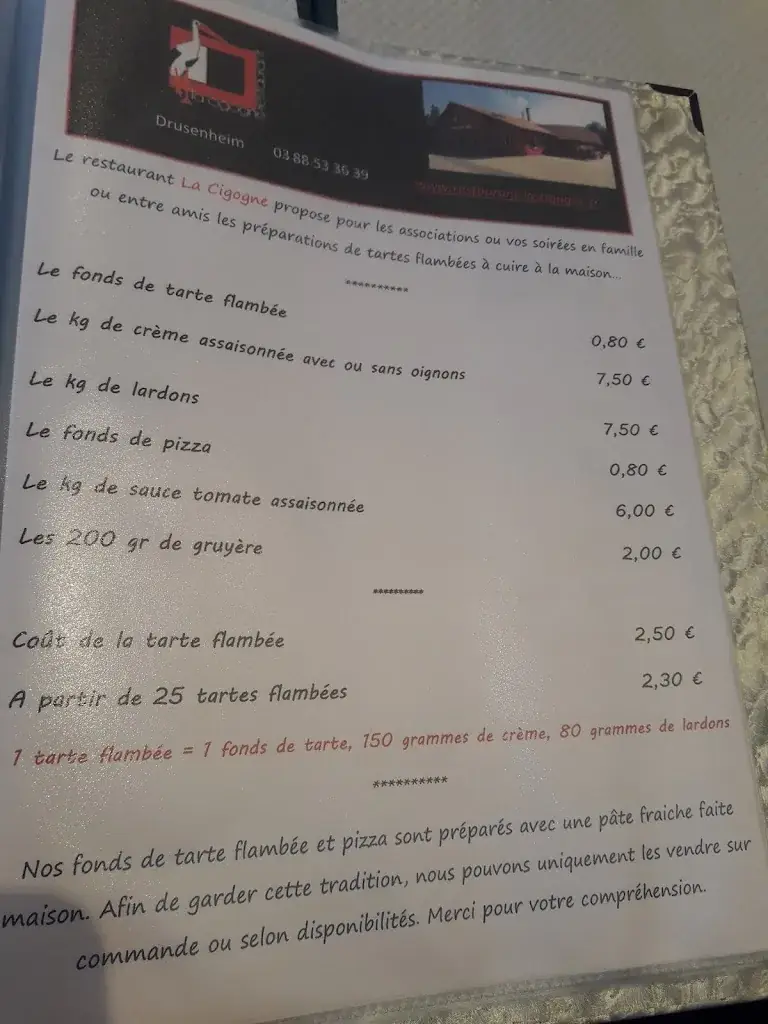 La Cigogne
Drusenheim
03 88 53 36 39
Le restaurant La Cigogne propose pour les associations ou vos soirées en famille
ou entre amis les préparations de tartes flambées à cuire à la maison...
**********
Le fonds de tarte flambée 0,80 €
Le kg de crème assaisonnée avec ou sans oignons 7,50 €
Le kg de lardons 7,50 €
Le fonds de pizza 0,80 €
Le kg de sauce tomate assaisonnée 6,00 €
Les 200 gr de gruyère 2,00 €
**********
Coût de la tarte flambée 2,50 €
A partir de 25 tartes flambées 2,30 €
1 tarte flambée = 1 fonds de tarte, 150 grammes de crème, 80 grammes de lardons
**********
Nos fonds de tarte flambée et pizza sont préparés avec une pâte fraiche faite
maison. Afin de garder cette tradition, nous pouvons uniquement les vendre sur
commande ou selon disponibilités. Merci pour votre compréhension.